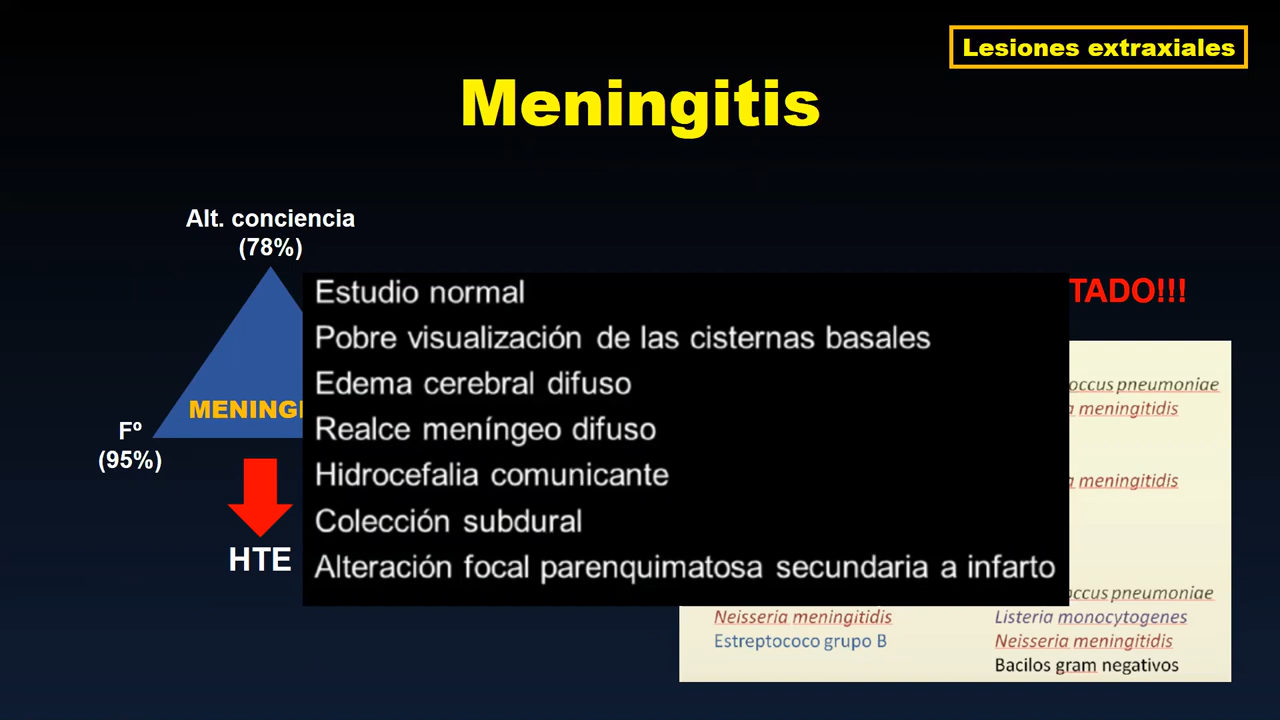 Lesiones extraxiales
Meningitis
Alt. conciencia
(78%)
MENINGI
Fº
(95%)
HTE
Estudio normal
Pobre visualización de las cisternas basales
Edema cerebral difuso
Realce meníngeo difuso
Hidrocefalia comunicante
Colección subdural
Alteración focal parenquimatosa secundaria a infarto
TADO!!!
occus pneumoniae
meningitidis
meningitidis
occus pneumoniae
Neisseria meningitidis
Listeria monocytogenes
Estreptococo grupo B
Neisseria meningitidis
Bacilos gram negativos